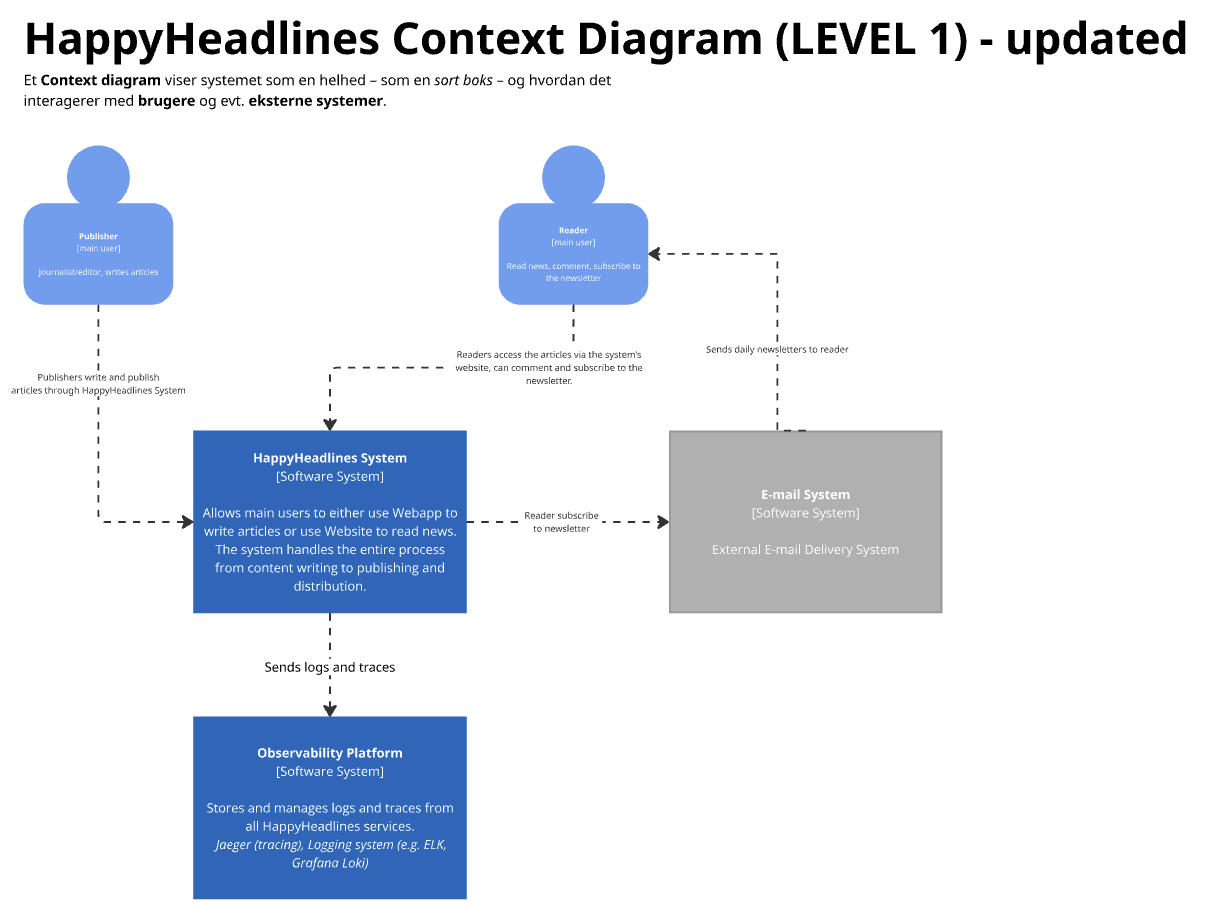 HappyHeadlines Context Diagram (LEVEL 1) - updated
Et Context diagram viser systemet som en helhed – som en sort boks – og hvordan det
interagerer med brugere og evt. eksterne systemer.
Publisher
[main user]
Journalist/editor, writes articles
Reader
[main user]
Read news, comment, subscribe to
the newsletter
Sends daily newsletters to reader
Readers access the articles via the system's
website, can comment and subscribe to the
newsletter.
Publishers write and publish
articles through HappyHeadlines System
HappyHeadlines System
[Software System]
Allows main users to either use Webapp to
write articles or use Website to read news.
The system handles the entire process
from content writing to publishing and
distribution.
Reader subscribe
to newsletter
E-mail System
[Software System]
External E-mail Delivery System
Sends logs and traces
Observability Platform
[Software System]
Stores and manages logs and traces from
all HappyHeadlines services.
Jaeger (tracing), Logging system (e.g. ELK,
Grafana Loki)